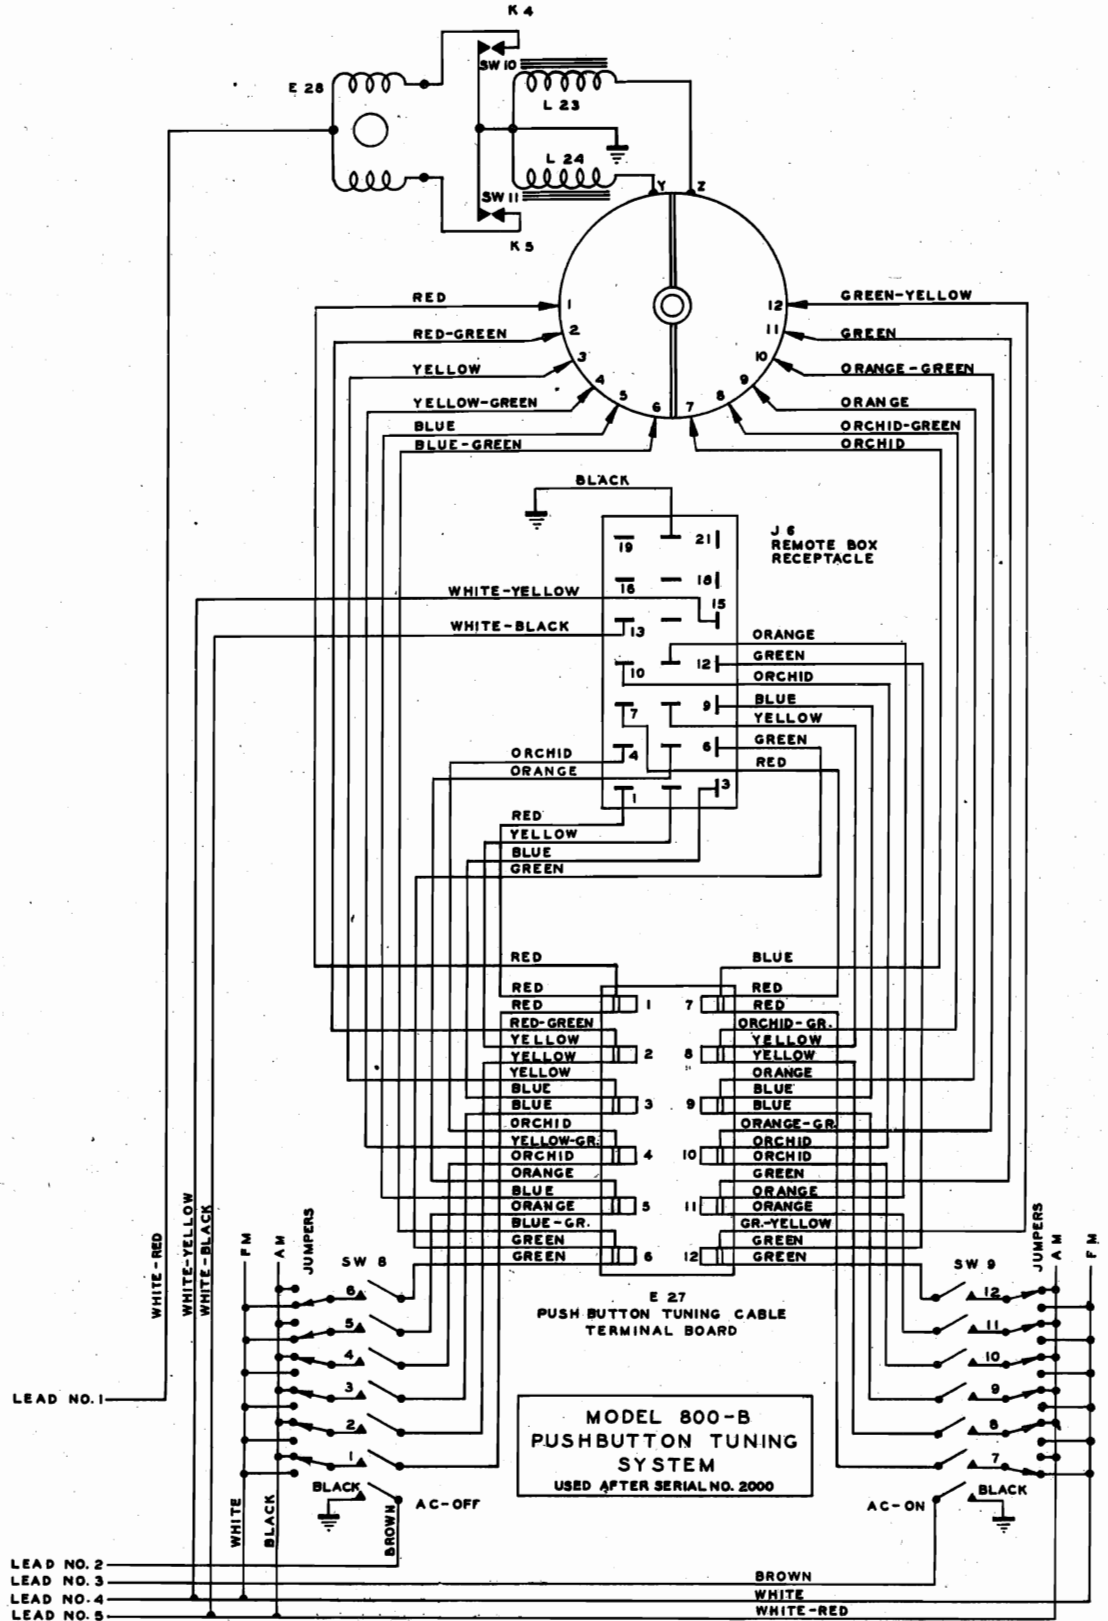 K 4
SW 10
E 28
L 23
L 24
SW 11
Y
Z
K 5
RED
GREEN-YELLOW
1
12
RED-GREEN
2
11
GREEN
YELLOW
3
10
ORANGE-GREEN
YELLOW-GREEN
4
5
6
7
8
9
ORANGE
BLUE
ORCHID-GREEN
BLUE-GREEN
ORCHID
BLACK
19
21
J 6
REMOTE BOX
RECEPTACLE
16
18
WHITE-YELLOW
15
WHITE-BLACK
13
ORANGE
12
GREEN
10
ORCHID
9
BLUE
7
YELLOW
6
GREEN
ORCHID
4
RED
ORANGE
3
1
RED
YELLOW
BLUE
GREEN
RED
BLUE
RED
RED
RED
1
7
RED
RED-GREEN
ORCHID-GR.
YELLOW
YELLOW
YELLOW
2
8
YELLOW
YELLOW
ORANGE
BLUE
BLUE
BLUE
3
9
BLUE
ORCHID
ORANGE-GR.
YELLOW-GR.
ORCHID
ORCHID
4
10
ORCHID
ORANGE
GREEN
BLUE
ORANGE
ORANGE
5
11
ORANGE
BLUE-GR.
GR.-YELLOW
GREEN
GREEN
GREEN
6
12
GREEN
WHITE-RED
WHITE-YELLOW
WHITE-BLACK
FM
AM
JUMPERS
SW 8
SW 9
JUMPERS
AM
FM
E 27
PUSH BUTTON TUNING CABLE
TERMINAL BOARD
6
12
5
11
4
10
3
9
2
8
1
7
LEAD NO. 1
MODEL 800-B
PUSHBUTTON TUNING
SYSTEM
USED AFTER SERIAL NO. 2000
BLACK
AC-OFF
AC-ON
BLACK
WHITE
BLACK
BROWN
LEAD NO. 2
LEAD NO. 3
BROWN
LEAD NO. 4
WHITE
LEAD NO. 5
WHITE-RED